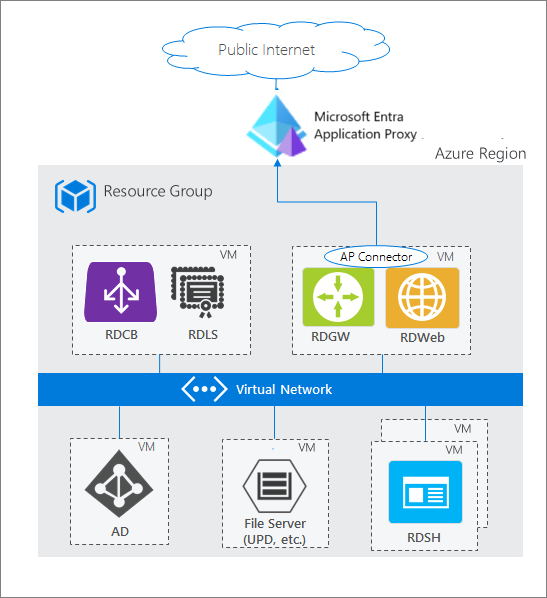 Public Internet
Microsoft Entra
Application Proxy
Azure Region
Resource Group
VM
AP Connector
VM
RDCB
RDLS
RDGW
RDWeb
Virtual Network
VM
VM
VM
VM
AD
File Server
(UPD, etc.)
RDSH